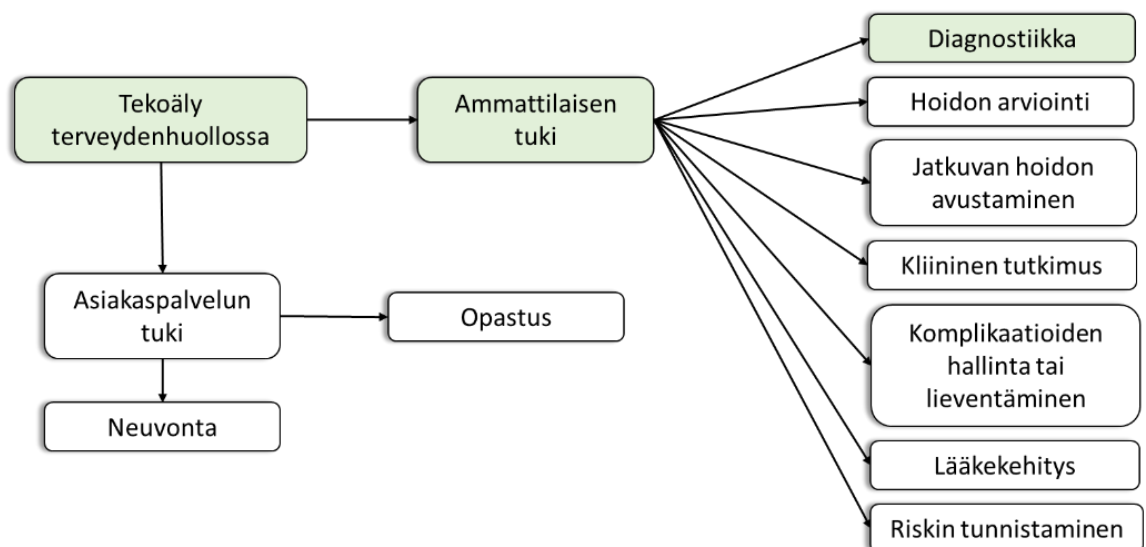 Tekoäly
terveydenhuollossa
Ammattilaisen
tuki
Diagnostiikka
Hoidon arviointi
Jatkuvan hoidon
avustaminen
Kliininen tutkimus
Komplikaatioiden
hallinta tai
lieventäminen
Lääkekehitys
Riskin tunnistaminen
Asiakaspalvelun
tuki
Opastus
Neuvonta